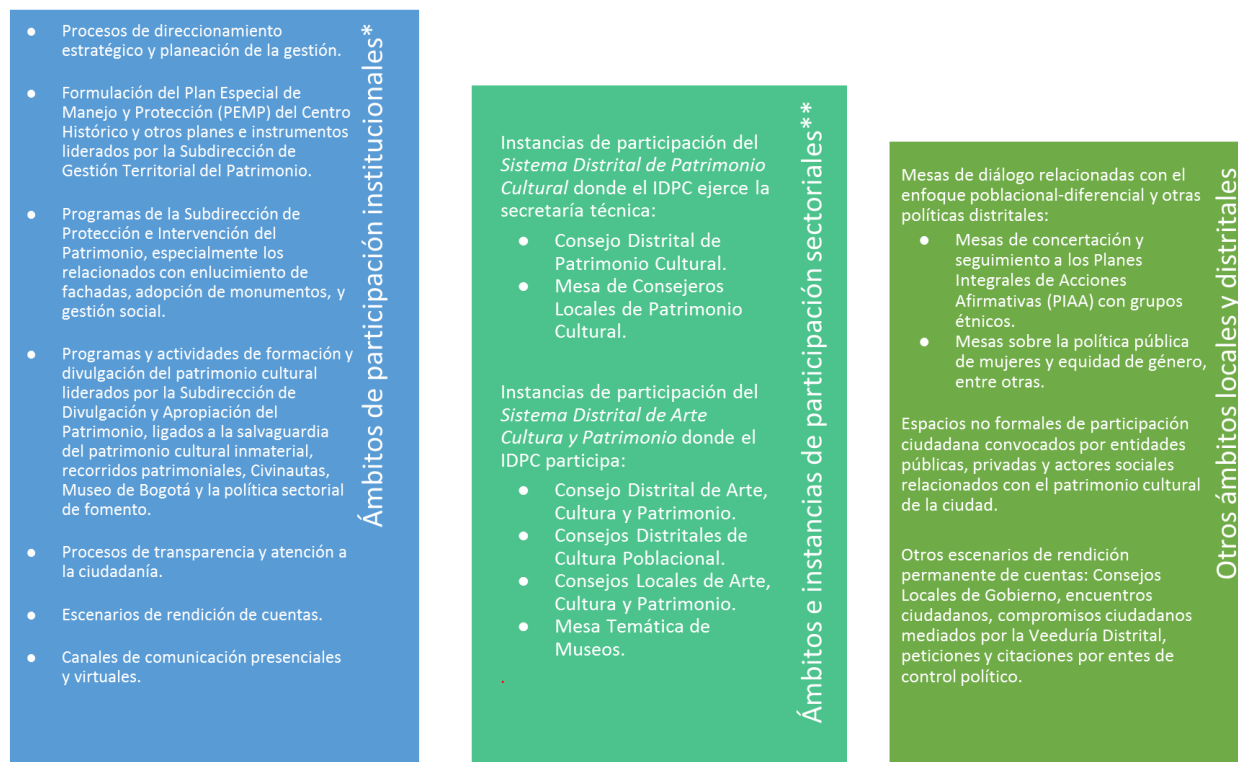 ● Procesos de direccionamiento
estratégico y planeación de la gestión.
● Formulación del Plan Especial de
Manejo y Protección (PEMP) del Centro
Histórico y otros planes e instrumentos
liderados por la Subdirección de
Gestión Territorial del Patrimonio.
● Programas de la Subdirección de
Protección e Intervención del
Patrimonio, especialmente los
relacionados con enlucimiento de
fachadas, adopción de monumentos, y
gestión social.
● Programas y actividades de formación y
divulgación del patrimonio cultural
liderados por la Subdirección de
Divulgación y Apropiación del
Patrimonio, ligados a la salvaguardia
del patrimonio cultural inmaterial,
recorridos patrimoniales, Civinautas,
Museo de Bogotá y la política sectorial
de fomento.
● Procesos de transparencia y atención a
la ciudadanía.
● Escenarios de rendición de cuentas.
● Canales de comunicación presenciales
y virtuales.
Ámbitos de participación institucionales*
Instancias de participación del
Sistema Distrital de Patrimonio
Cultural donde el IDPC ejerce la
secretaría técnica:
● Consejo Distrital de
Patrimonio Cultural.
● Mesa de Consejeros
Locales de Patrimonio
Cultural.
Instancias de participación del
Sistema Distrital de Arte
Cultura y Patrimonio donde el
IDPC participa:
● Consejo Distrital de Arte,
Cultura y Patrimonio.
● Consejos Distritales de
Cultura Poblacional.
● Consejos Locales de Arte,
Cultura y Patrimonio.
● Mesa Temática de
Museos.
.
Ámbitos e instancias de participación sectoriales**
Mesas de diálogo relacionadas con el
enfoque poblacional-diferencial y otras
políticas distritales:
● Mesas de concertación y
seguimiento a los Planes
Integrales de Acciones
Afirmativas (PIAA) con grupos
étnicos.
● Mesas sobre la política pública
de mujeres y equidad de género,
entre otras.
Espacios no formales de participación
ciudadana convocados por entidades
públicas, privadas y actores sociales
relacionados con el patrimonio cultural
de la ciudad.
Otros escenarios de rendición
permanente de cuentas: Consejos
Locales de Gobierno, encuentros
ciudadanos, compromisos ciudadanos
mediados por la Veeduría Distrital,
peticiones y citaciones por entes de
control político.
Otros ámbitos locales y distritales